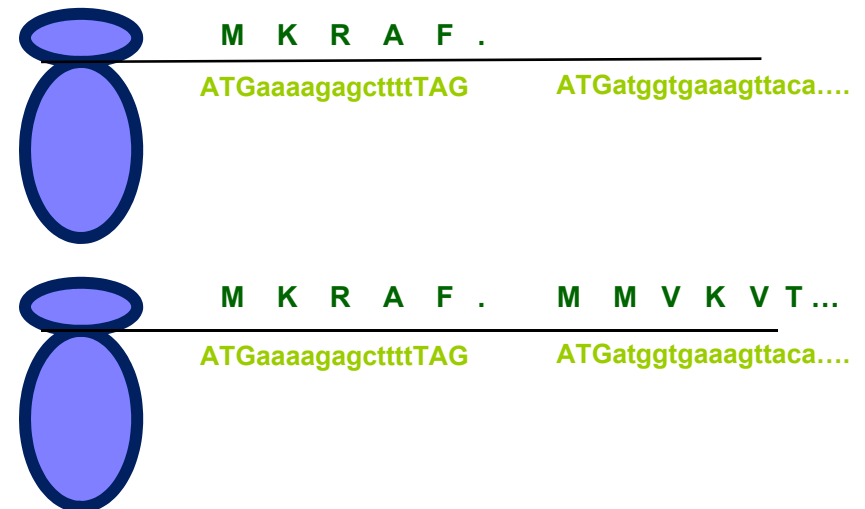 M K R A F .
ATGaaaagagcttttTAG ATGatggtgaaagttaca....
M K R A F . M M V K V T...
ATGaaaagagcttttTAG ATGatggtgaaagttaca....